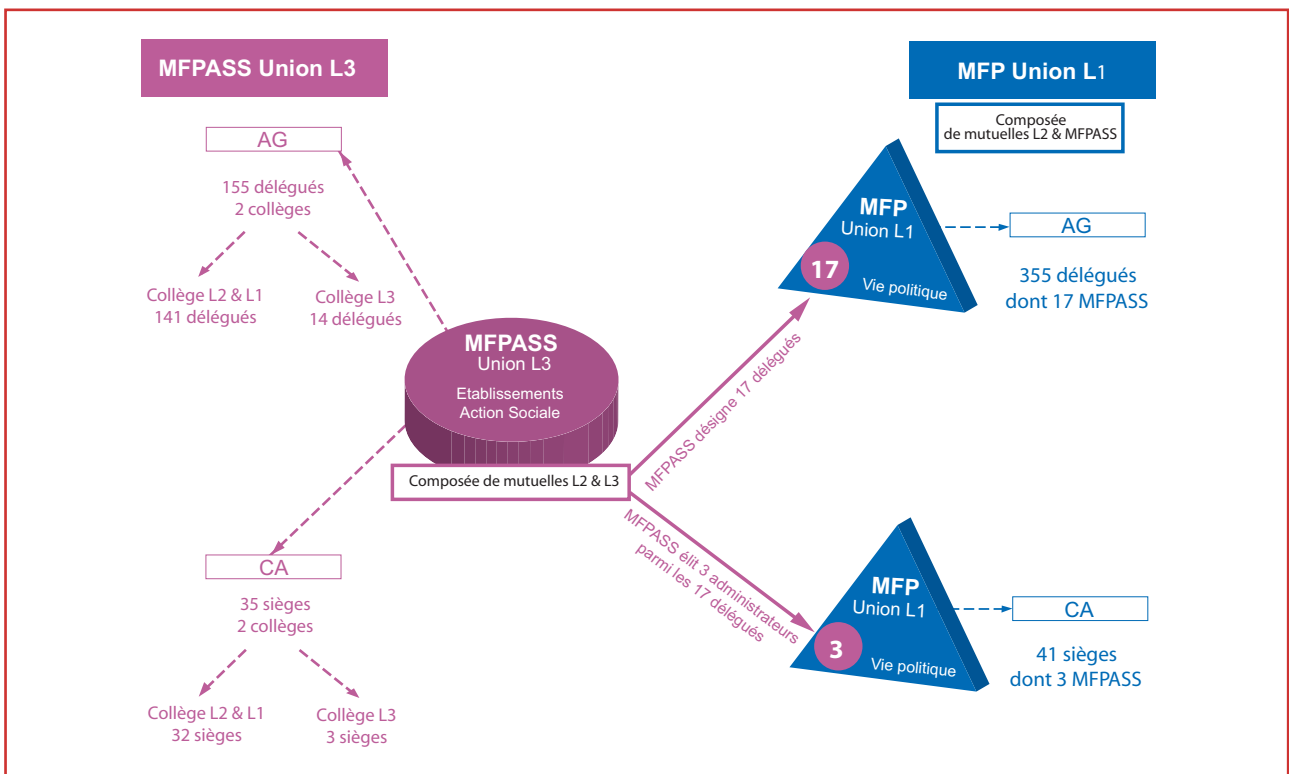 MFPASS Union L3
AG
155 délégués
2 collèges
Collège L2 & L1
141 délégués
Collège L3
14 délégués
MFPASS
Union L3
Etablissements
Action Sociale
Composée de mutuelles L2 & L3
CA
35 sièges
2 collèges
Collège L2 & L1
32 sièges
Collège L3
3 sièges
MFPASS désigne 17 délégués
MFPASS élit 3 administrateurs
parmi les 17 délégués
MFP Union L1
Composée
de mutuelles L2 & MFPASS
MFP
Union L1
17
Vie politique
AG
355 délégués
dont 17 MFPASS
MFP
Union L1
3
Vie politique
CA
41 sièges
dont 3 MFPASS